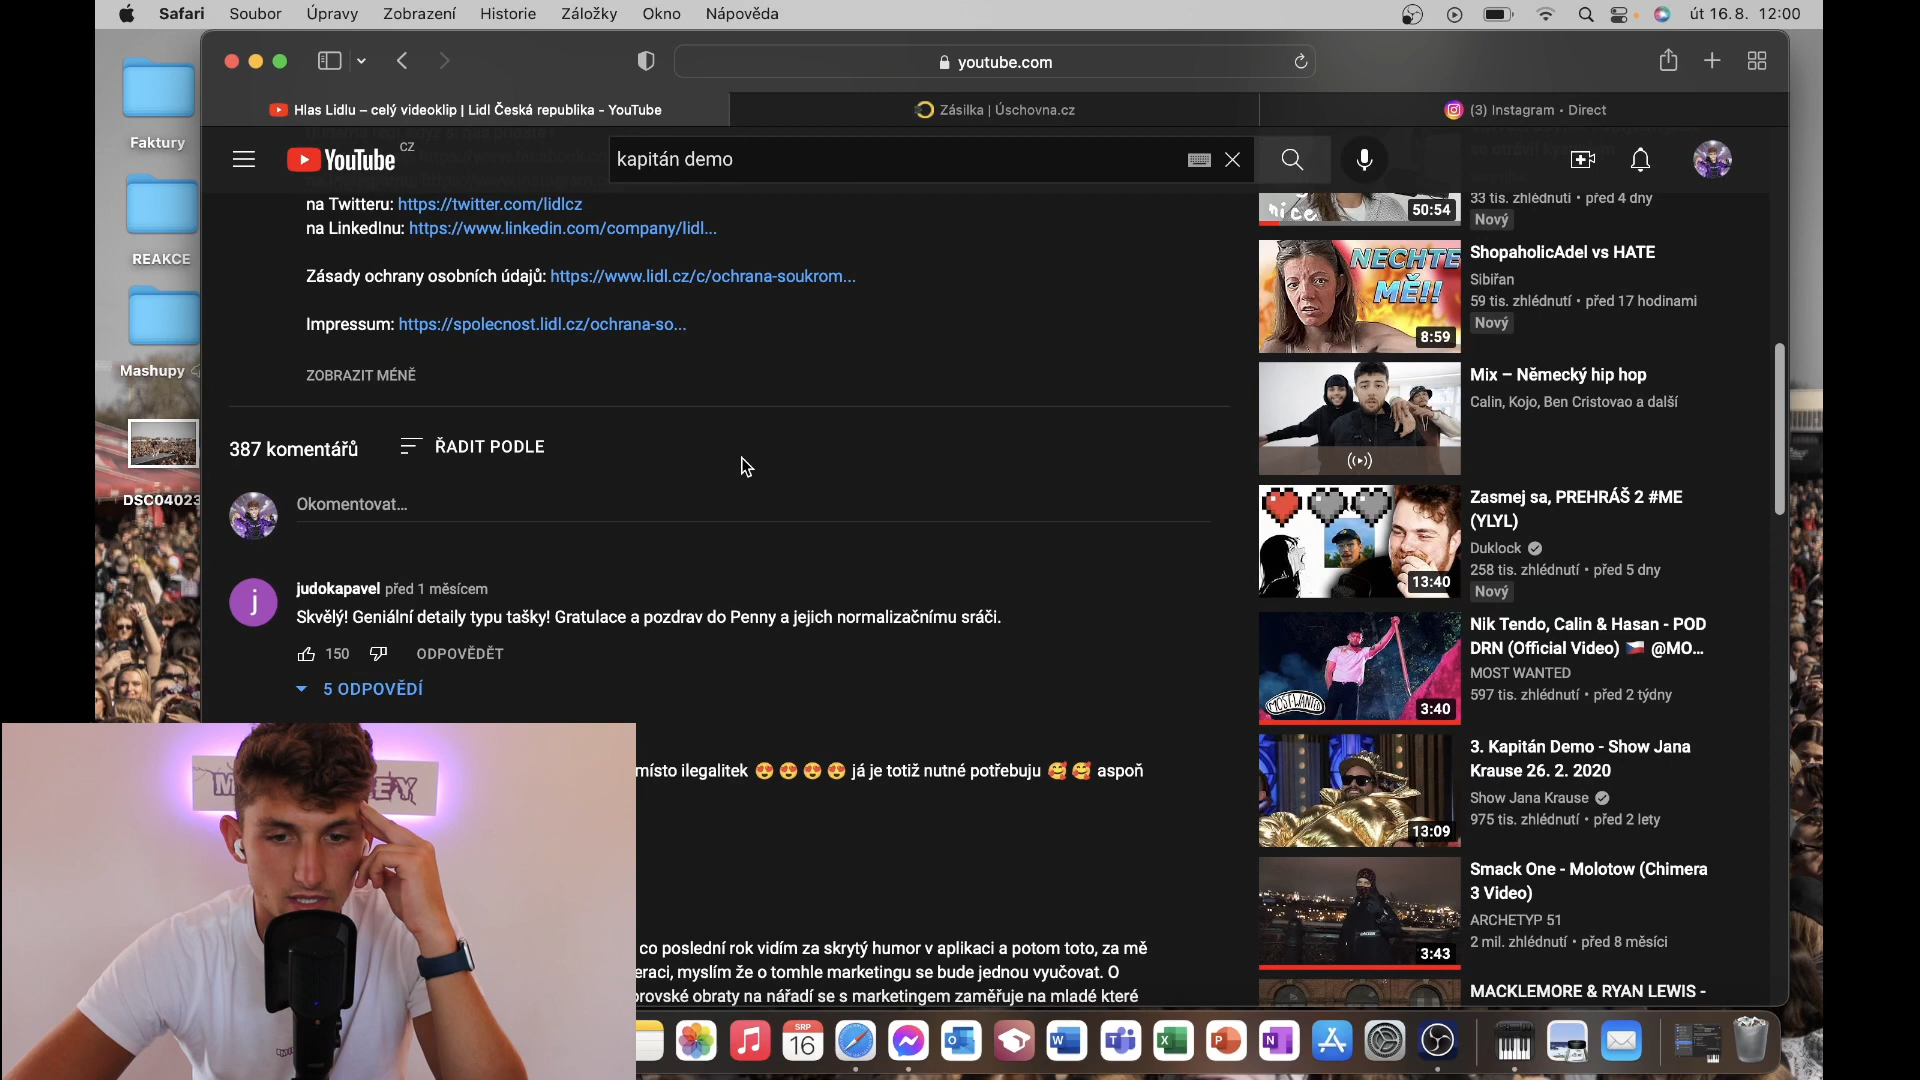 Safari Soubor Úpravy Zobrazení Historie Záložky Okno Nápověda
út 16.8. 12:00
youtube.com
Hlas Lidlu – celý videoklip | Lidl Česká republika - YouTube
Zásilka | Úschovna.cz
(3) Instagram • Direct
Faktury
REAKCE
Mashupy
DSC04023
YouTube CZ
kapitán demo
na Twitteru: https://twitter.com/lidlcz
na LinkedInu: https://www.linkedin.com/company/lidl...
Zásady ochrany osobních údajů: https://www.lidl.cz/c/ochrana-soukrom...
Impressum: https://spolecnost.lidl.cz/ochrana-so...
ZOBRAZIT MÉNĚ
387 komentářů
ŘADIT PODLE
Okomentovat...
j
judokapavel před 1 měsícem
Skvělý! Geniální detaily typu tašky! Gratulace a pozdrav do Penny a jejich normalizačnímu sráči.
150
ODPOVĚDĚT
5 ODPOVĚDÍ
místo ilegalitek 😍 😍 😍 😍 já je totiž nutné potřebuju 🥰 🥰 aspoň
co poslední rok vidím za skrytý humor v aplikaci a potom toto, za mě
eraci, myslím že o tomhle marketingu se bude jednou vyučovat. O
orovské obraty na nářadí se s marketingem zaměřuje na mladé které
nice
50:54
33 tis. zhlédnutí • před 4 dny
Nový
NECHTE
MĚ!!
8:59
ShopaholicAdel vs HATE
Sibiřan
59 tis. zhlédnutí • před 17 hodinami
Nový
Mix – Německý hip hop
Calin, Kojo, Ben Cristovao a další
13:40
Zasmej sa, PREHRÁŠ 2 #ME
(YLYL)
Duklock
258 tis. zhlédnutí • před 5 dny
Nový
MOST WANTED
3:40
Nik Tendo, Calin & Hasan - POD
DRN (Official Video) 🇨🇿 @MO...
MOST WANTED
597 tis. zhlédnutí • před 2 týdny
13:09
3. Kapitán Demo - Show Jana
Krause 26. 2. 2020
Show Jana Krause
975 tis. zhlédnutí • před 2 lety
3:43
Smack One - Molotow (Chimera
3 Video)
ARCHETYP 51
2 mil. zhlédnutí • před 8 měsíci
MACKLEMORE & RYAN LEWIS -
SRP
16